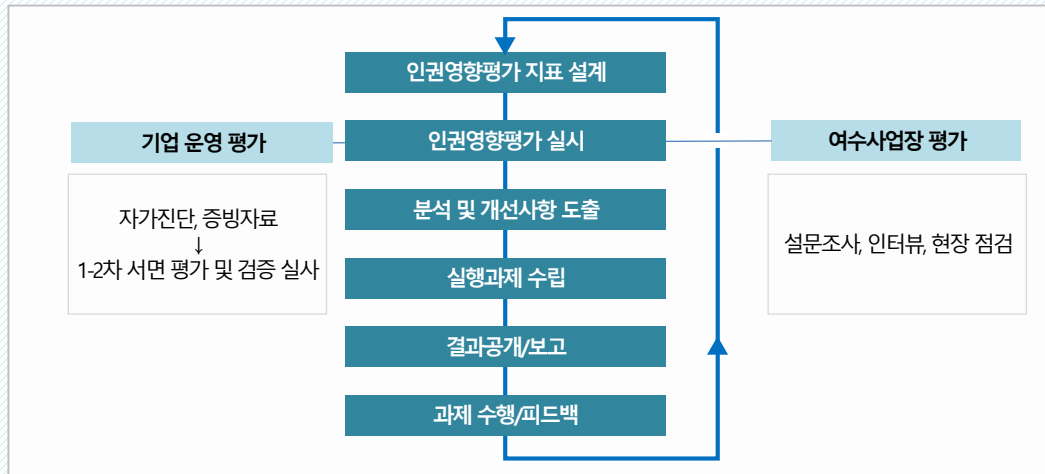 인권영향평가 지표 설계
기업 운영 평가
인권영향평가 실시
여수사업장 평가
자가진단, 증빙자료
↓
1-2차 서면 평가 및 검증 실사
분석 및 개선사항 도출
설문조사, 인터뷰, 현장 점검
실행과제 수립
결과공개/보고
과제 수행/피드백